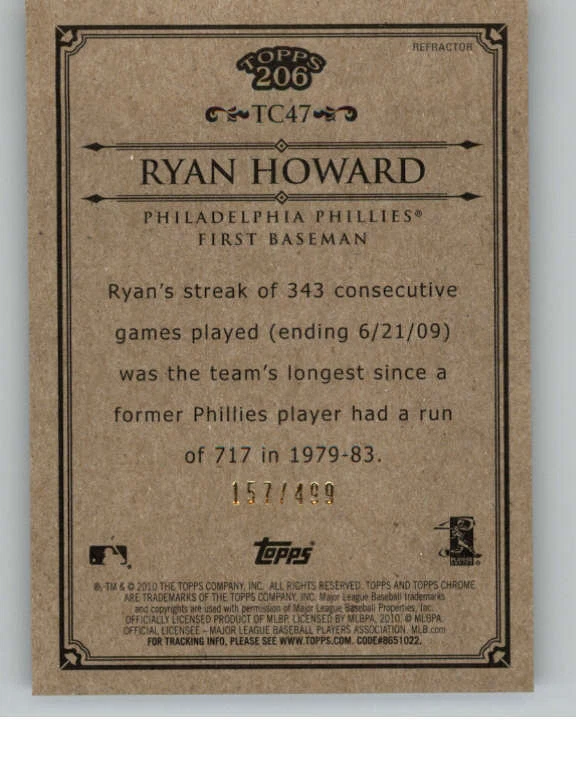 REFRACTOR
TOPPS
206
TC47
RYAN HOWARD
PHILADELPHIA PHILLIES®
FIRST BASEMAN
Ryan's streak of 343 consecutive
games played (ending 6/21/09)
was the team's longest since a
former Phillies player had a run
of 717 in 1979-83.
157/499
Topps
®, TM & © 2010 THE TOPPS COMPANY, INC. ALL RIGHTS RESERVED. TOPPS AND TOPPS CHROME
ARE TRADEMARKS OF THE TOPPS COMPANY, INC. Major League Baseball trademarks
and copyrights are used with permission of Major League Baseball Properties, Inc.
OFFICIALLY LICENSED PRODUCT OF MLBP. LICENSED BY MLBPA, 2010. © MLBPA.
OFFICIAL LICENSEE – MAJOR LEAGUE BASEBALL PLAYERS ASSOCIATION. MLB.com
FOR TRACKING INFO, PLEASE SEE WWW.TOPPS.COM. CODE#8651022.